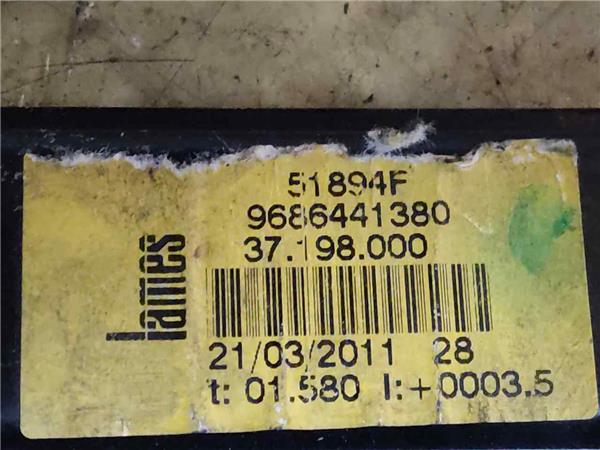 51894F
9686441380
37.198.000
lames
21/03/2011 28
t: 01.580 l:+0003.5